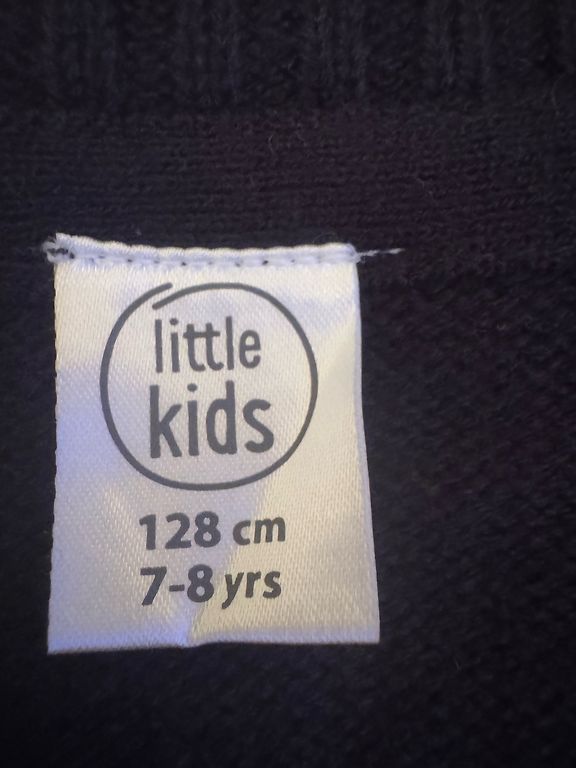 little
kids
128 cm
7-8 yrs